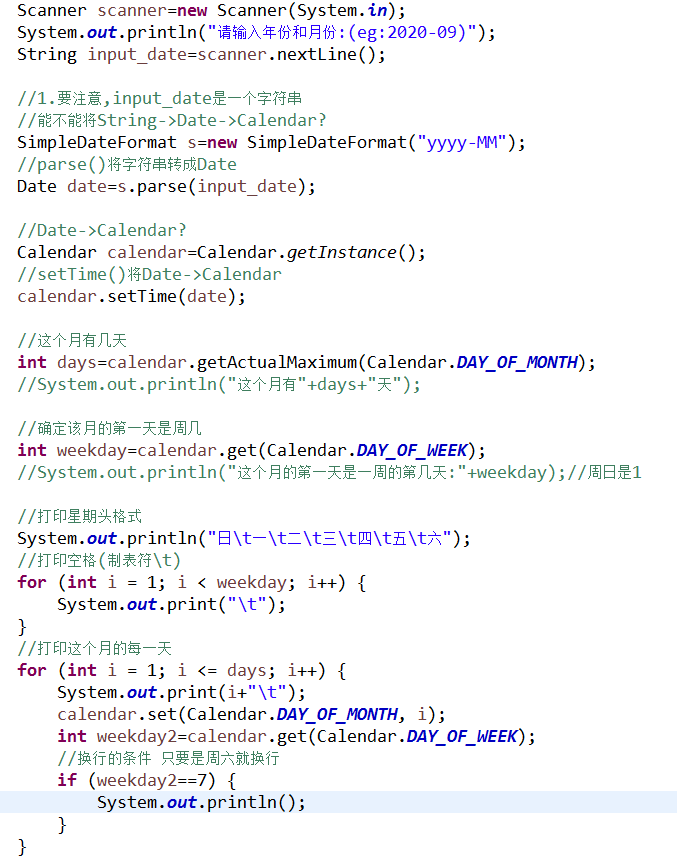 Scanner scanner=new Scanner(System.in);
System.out.println("请输入年份和月份:(eg:2020-09)");
String input_date=scanner.nextLine();
//1.要注意,input_date是一个字符串
//能不能将String->Date->Calendar?
SimpleDateFormat s=new SimpleDateFormat("yyyy-MM");
//parse()将字符串转成Date
Date date=s.parse(input_date);
//Date->Calendar?
Calendar calendar=Calendar.getInstance();
//setTime()将Date->Calendar
calendar.setTime(date);
//这个月有几天
int days=calendar.getActualMaximum(Calendar.DAY_OF_MONTH);
//System.out.println("这个月有"+days+"天");
//确定该月的第一天是周几
int weekday=calendar.get(Calendar.DAY_OF_WEEK);
//System.out.println("这个月的第一天是一周的第几天:"+weekday);//周日是1
//打印星期头格式
System.out.println("日\t一\t二\t三\t四\t五\t六");
//打印空格(制表符\t)
for (int i = 1; i < weekday; i++) {
    System.out.print("\t");
}
//打印这个月的每一天
for (int i = 1; i <= days; i++) {
    System.out.print(i+"\t");
    calendar.set(Calendar.DAY_OF_MONTH, i);
    int weekday2=calendar.get(Calendar.DAY_OF_WEEK);
    //换行的条件 只要是周六就换行
    if (weekday2==7) {
        System.out.println();
    }
}